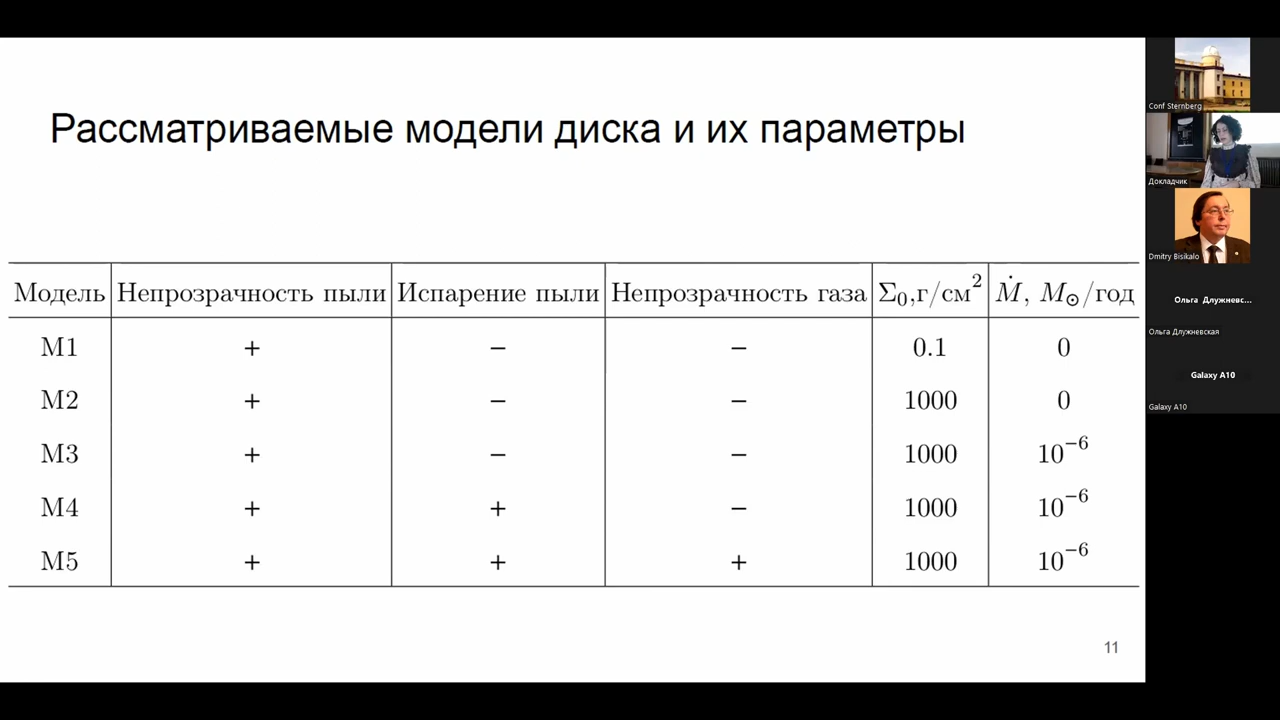 Рассматриваемые модели диска и их параметры
Модель Непрозрачность пыли Испарение пыли Непрозрачность газа Σ₀,г/см² Ṁ, M☉/год
M1 + − − 0.1 0
M2 + − − 1000 0
M3 + − − 1000 10⁻⁶
M4 + + − 1000 10⁻⁶
M5 + + + 1000 10⁻⁶
11
Conf Sternberg
Докладчик
Dmitry Bisikalo
Ольга Длужневс...
Ольга Длужневская
Galaxy A10
Galaxy A10